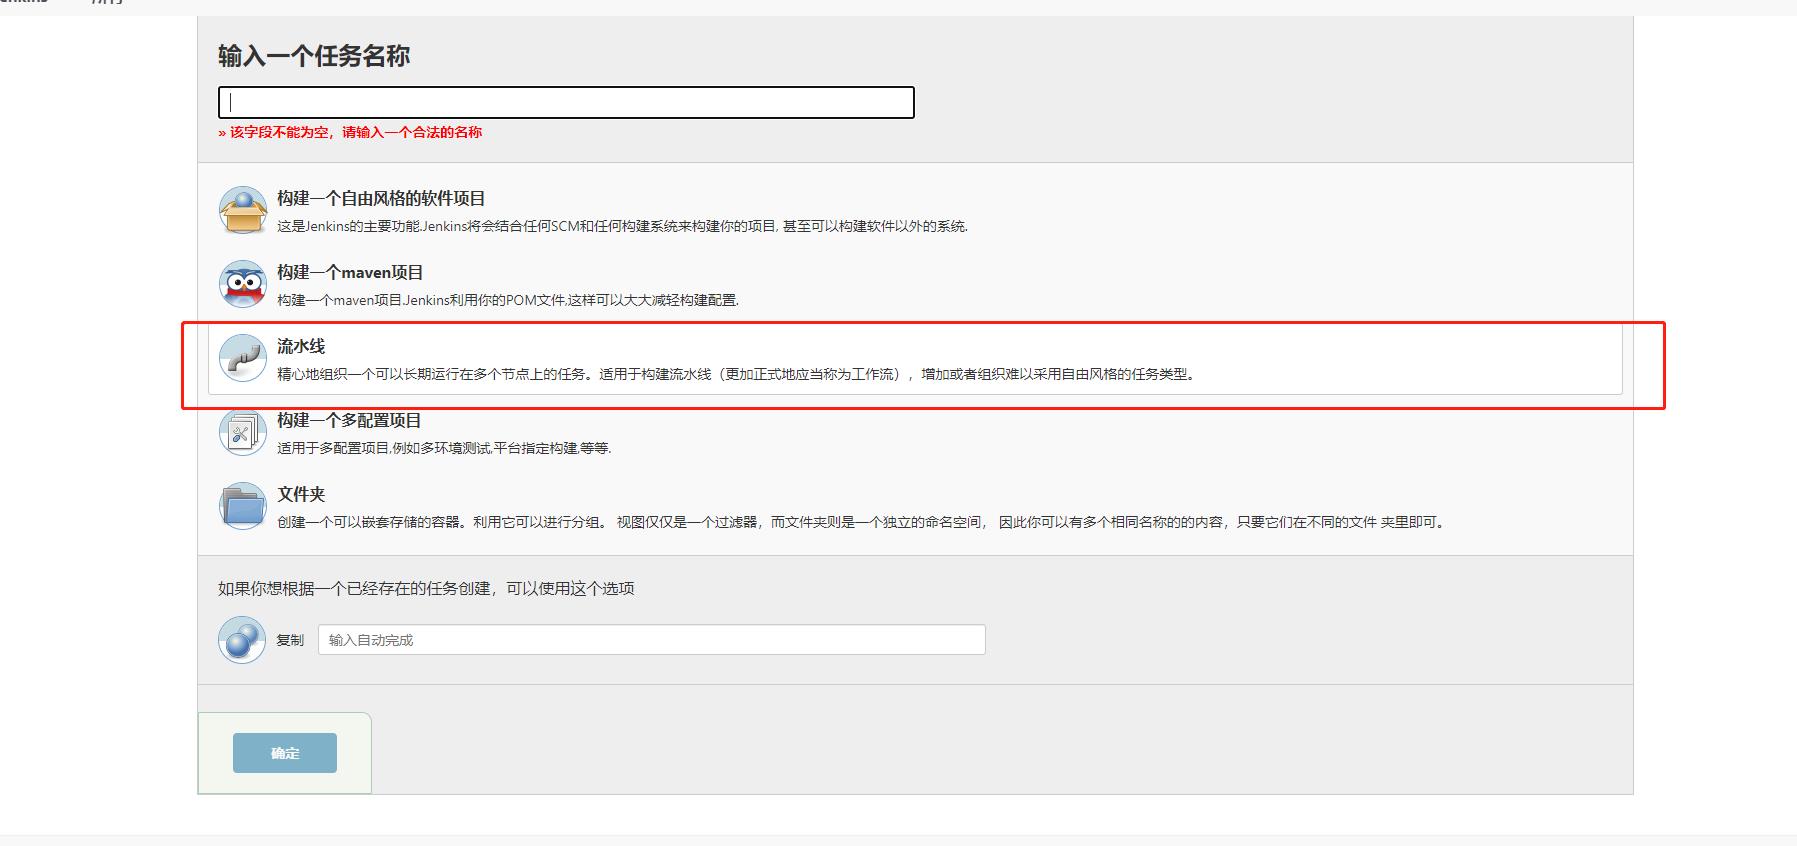 输入一个任务名称
» 该字段不能为空，请输入一个合法的名称
构建一个自由风格的软件项目
这是Jenkins的主要功能.Jenkins将会结合任何SCM和任何构建系统来构建你的项目, 甚至可以构建软件以外的系统.
构建一个maven项目
构建一个maven项目.Jenkins利用你的POM文件,这样可以大大减轻构建配置.
流水线
精心地组织一个可以长期运行在多个节点上的任务。适用于构建流水线（更加正式地应当称为工作流），增加或者组织难以采用自由风格的任务类型。
构建一个多配置项目
适用于多配置项目,例如多环境测试,平台指定构建,等等.
文件夹
创建一个可以嵌套存储的容器。利用它可以进行分组。 视图仅仅是一个过滤器，而文件夹则是一个独立的命名空间， 因此你可以有多个相同名称的的内容，只要它们在不同的文件 夹里即可。
如果你想根据一个已经存在的任务创建，可以使用这个选项
复制 输入自动完成
确定